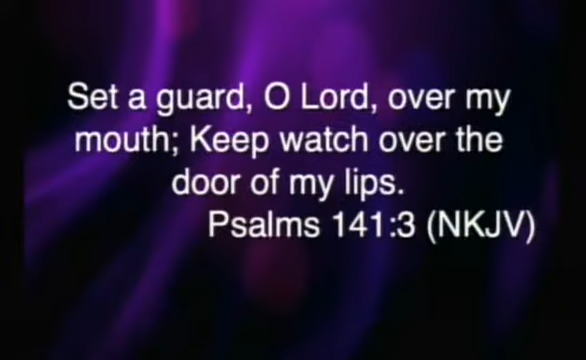 Set a guard, O Lord, over my
mouth; Keep watch over the
door of my lips.
Psalms 141:3 (NKJV)